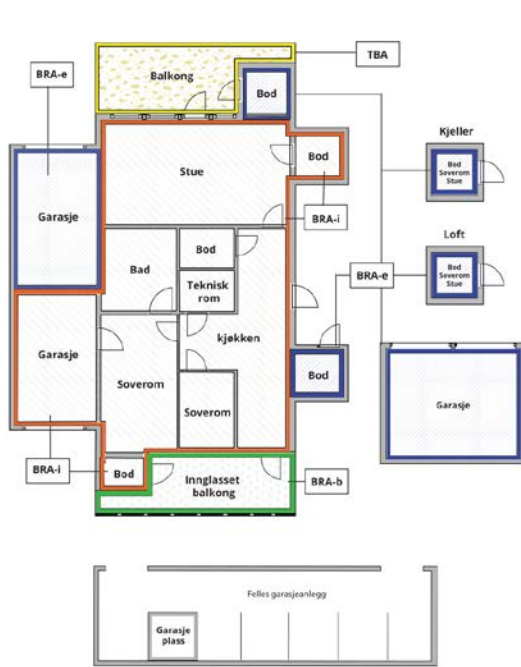 TBA
BRA-e
Balkong
Bod
Kjeller
Bod
Soverom
Stue
Stue
Bod
BRA-i
Garasje
Loft
Bod
Soverom
Stue
Bad
Bod
Teknisk
rom
BRA-e
kjøkken
Garasje
Soverom
Soverom
Bod
Garasje
BRA-i
Bod
Innglasset
balkong
BRA-b
Felles garasjeanlegg
Garasje
plass